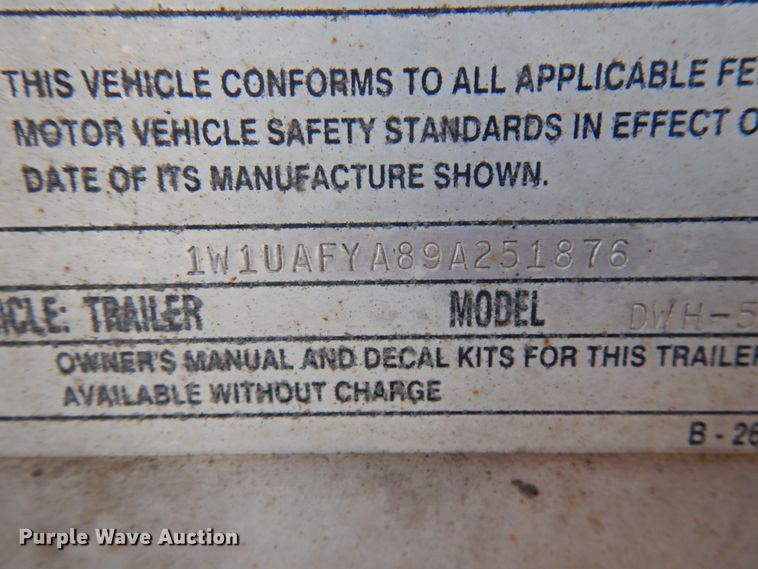 THIS VEHICLE CONFORMS TO ALL APPLICABLE FE
MOTOR VEHICLE SAFETY STANDARDS IN EFFECT O
DATE OF ITS MANUFACTURE SHOWN.
1W1UAFYA89A251876
ICLE: TRAILER MODEL DWH-5
OWNER'S MANUAL AND DECAL KITS FOR THIS TRAILER
AVAILABLE WITHOUT CHARGE
B - 26
Purple Wave Auction